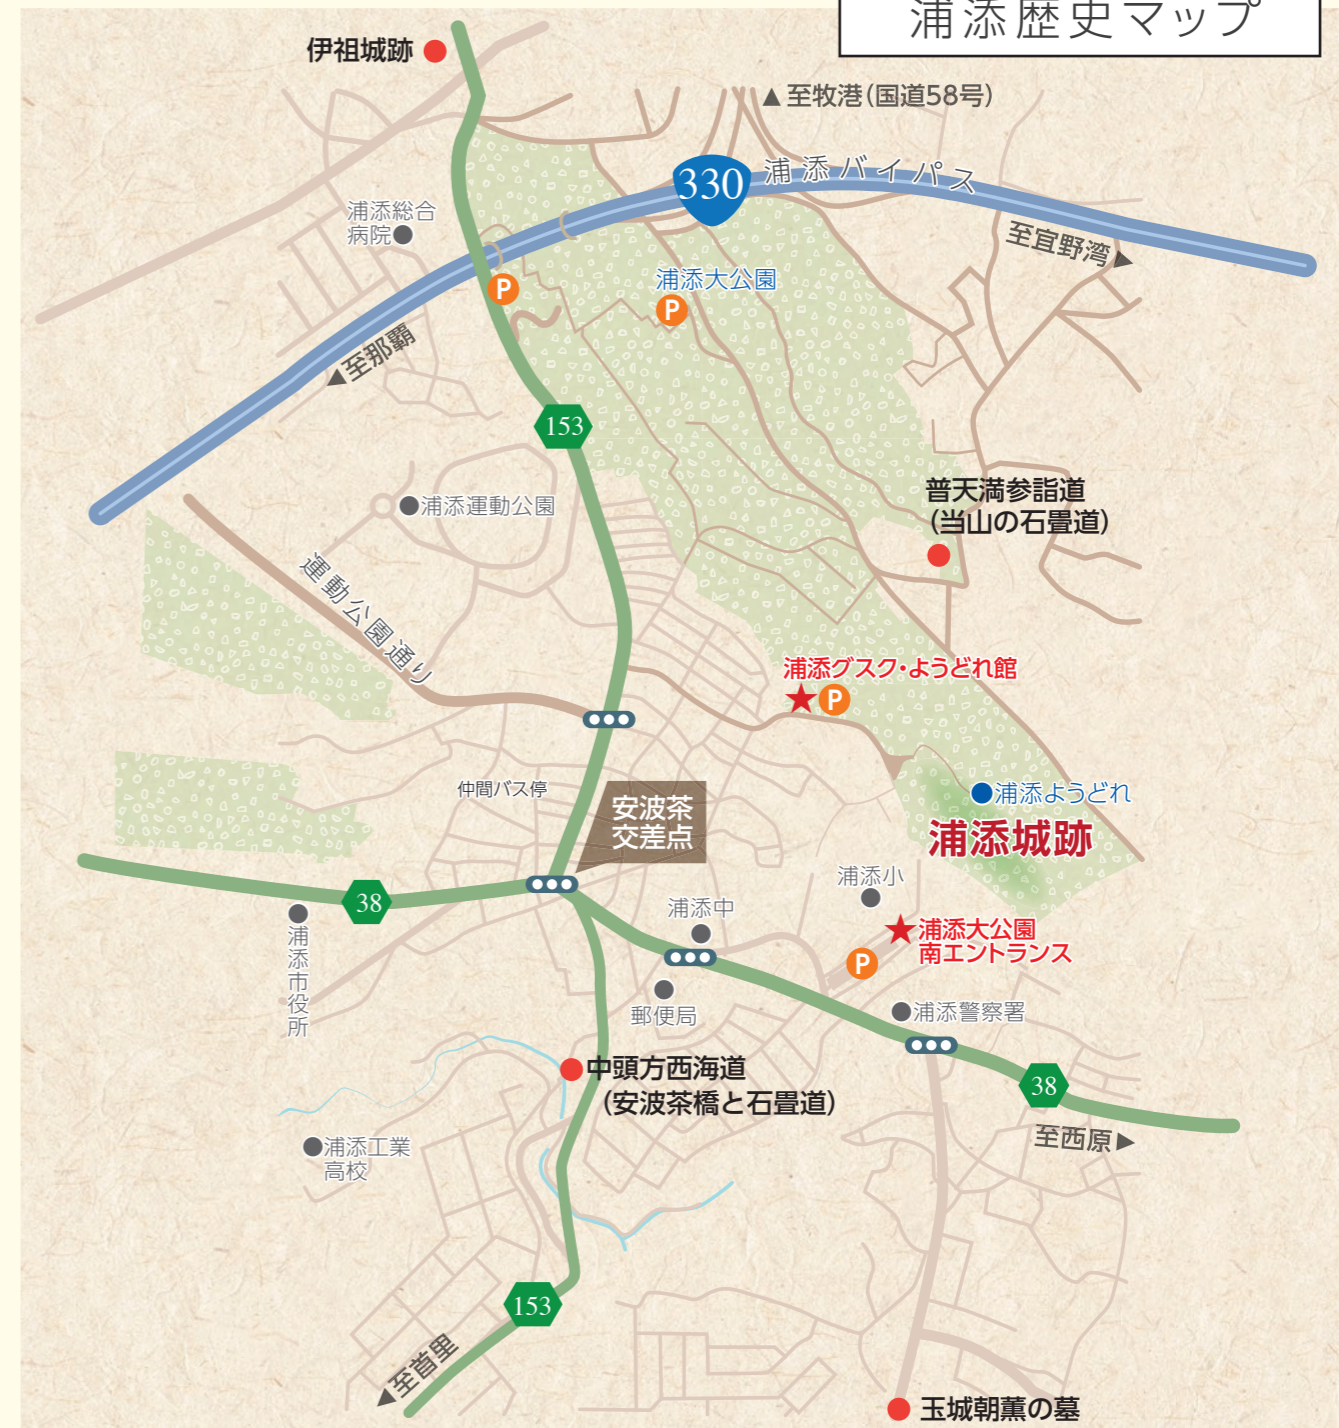 浦添歴史マップ
伊祖城跡
▲至牧港(国道58号)
330
浦添バイパス
浦添総合
病院
至宜野湾▶
P
浦添大公園
P
▲至那覇
153
普天満参詣道
(当山の石畳道)
浦添運動公園
運動公園通り
浦添グスク・ようどれ館
P
仲間バス停
安波茶
交差点
浦添ようどれ
浦添城跡
浦添小
38
浦添市役所
浦添中
浦添大公園
南エントランス
P
郵便局
浦添警察署
中頭方西海道
(安波茶橋と石畳道)
38
至西原▶
浦添工業
高校
153
◀至首里
玉城朝薫の墓